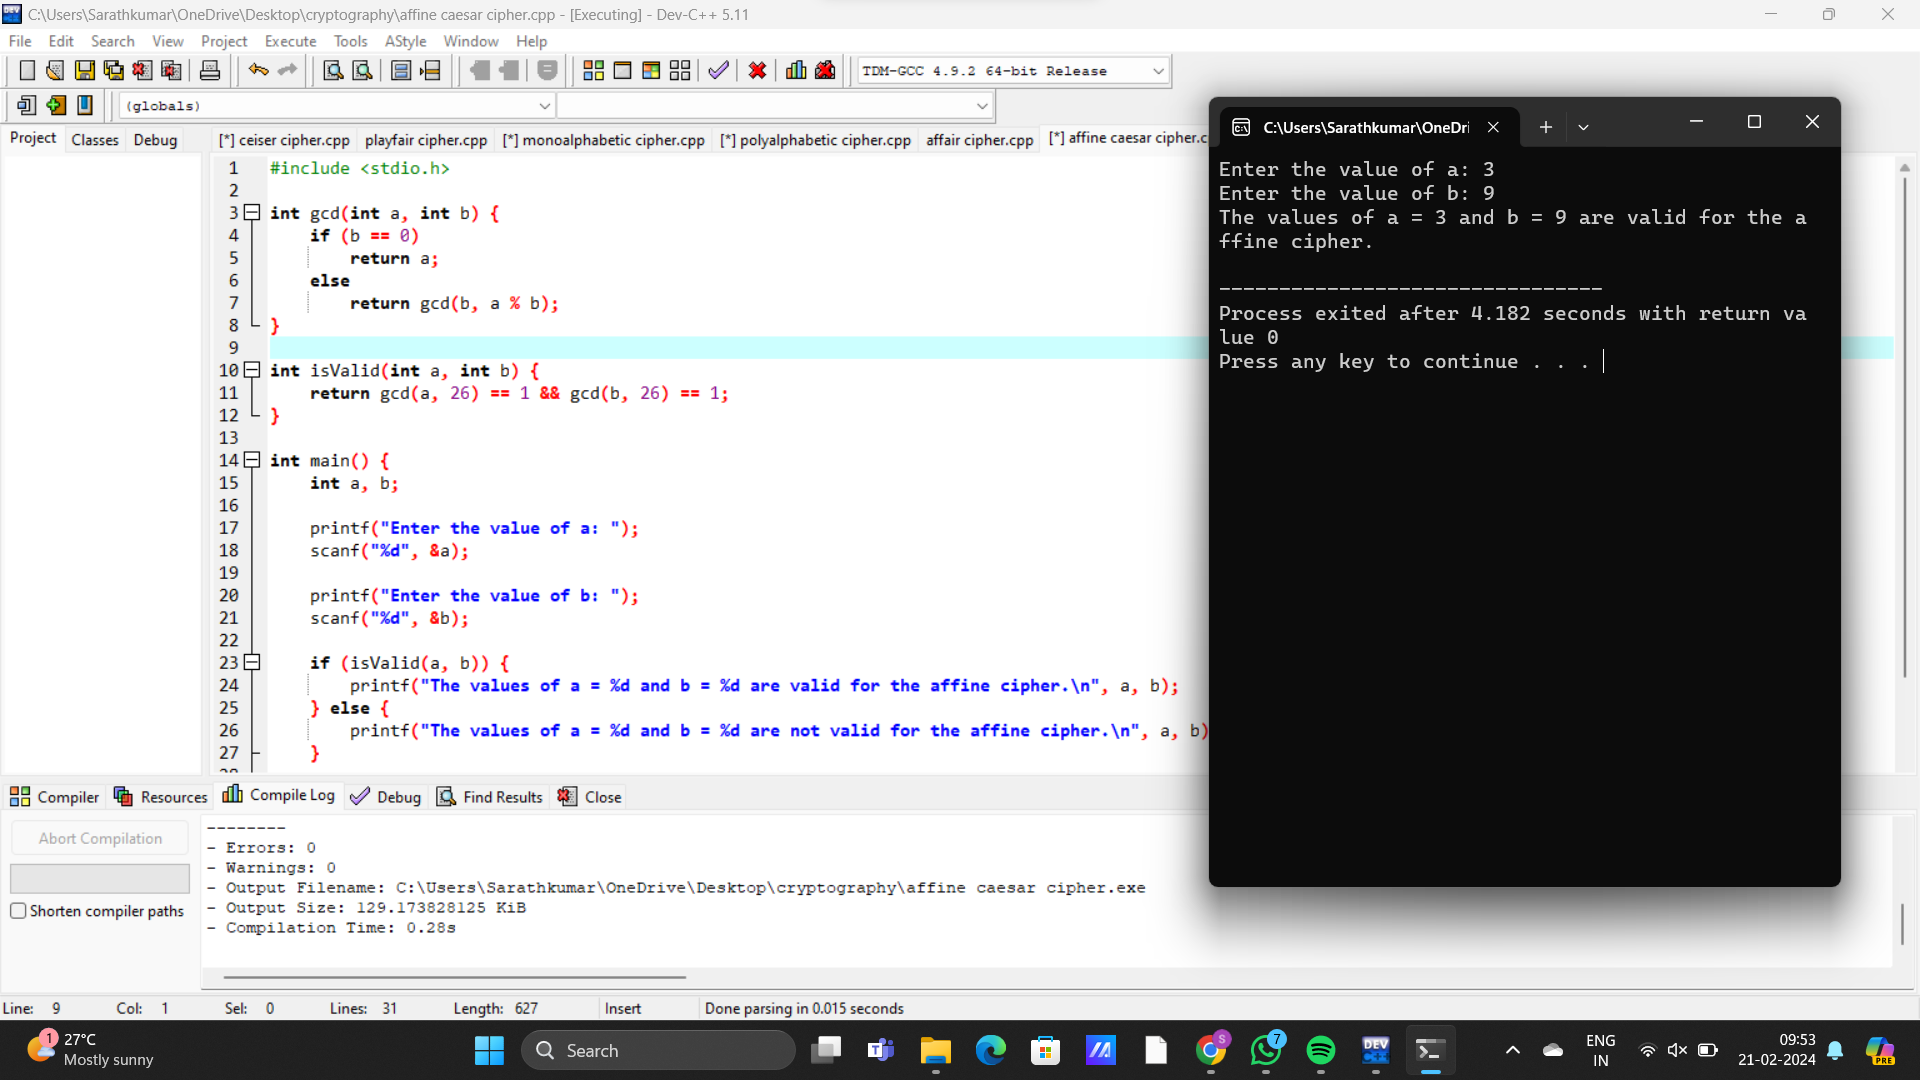 C:\Users\Sarathkumar\OneDrive\Desktop\cryptography\affine caesar cipher.cpp - [Executing] - Dev-C++ 5.11
File Edit Search View Project Execute Tools AStyle Window Help
TDM-GCC 4.9.2 64-bit Release
(globals)
Project Classes Debug
[*] ceiser cipher.cpp playfair cipher.cpp [*] monoalphabetic cipher.cpp [*] polyalphabetic cipher.cpp affair cipher.cpp [*] affine caesar cipher.c
1 #include <stdio.h>
2
3 int gcd(int a, int b) {
4 if (b == 0)
5 return a;
6 else
7 return gcd(b, a % b);
8 }
9
10 int isValid(int a, int b) {
11 return gcd(a, 26) == 1 && gcd(b, 26) == 1;
12 }
13
14 int main() {
15 int a, b;
16
17 printf("Enter the value of a: ");
18 scanf("%d", &a);
19
20 printf("Enter the value of b: ");
21 scanf("%d", &b);
22
23 if (isValid(a, b)) {
24 printf("The values of a = %d and b = %d are valid for the affine cipher.\n", a, b);
25 } else {
26 printf("The values of a = %d and b = %d are not valid for the affine cipher.\n", a, b)
27 }
C:\Users\Sarathkumar\OneDri
Enter the value of a: 3
Enter the value of b: 9
The values of a = 3 and b = 9 are valid for the a
ffine cipher.
--------------------------------
Process exited after 4.182 seconds with return va
lue 0
Press any key to continue . . .
Compiler Resources Compile Log Debug Find Results Close
Abort Compilation
Shorten compiler paths
--------
- Errors: 0
- Warnings: 0
- Output Filename: C:\Users\Sarathkumar\OneDrive\Desktop\cryptography\affine caesar cipher.exe
- Output Size: 129.173828125 KiB
- Compilation Time: 0.28s
Line: 9 Col: 1 Sel: 0 Lines: 31 Length: 627 Insert Done parsing in 0.015 seconds
1
27°C
Mostly sunny
Search
S
7
DEV
C++
ENG
IN
09:53
21-02-2024
PRE